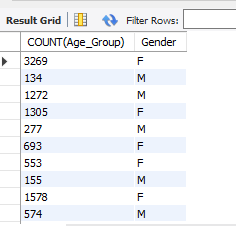 Result Grid Filter Rows:
COUNT(Age_Group) Gender
3269 F
134 M
1272 M
1305 F
277 M
693 F
553 F
155 M
1578 F
574 M